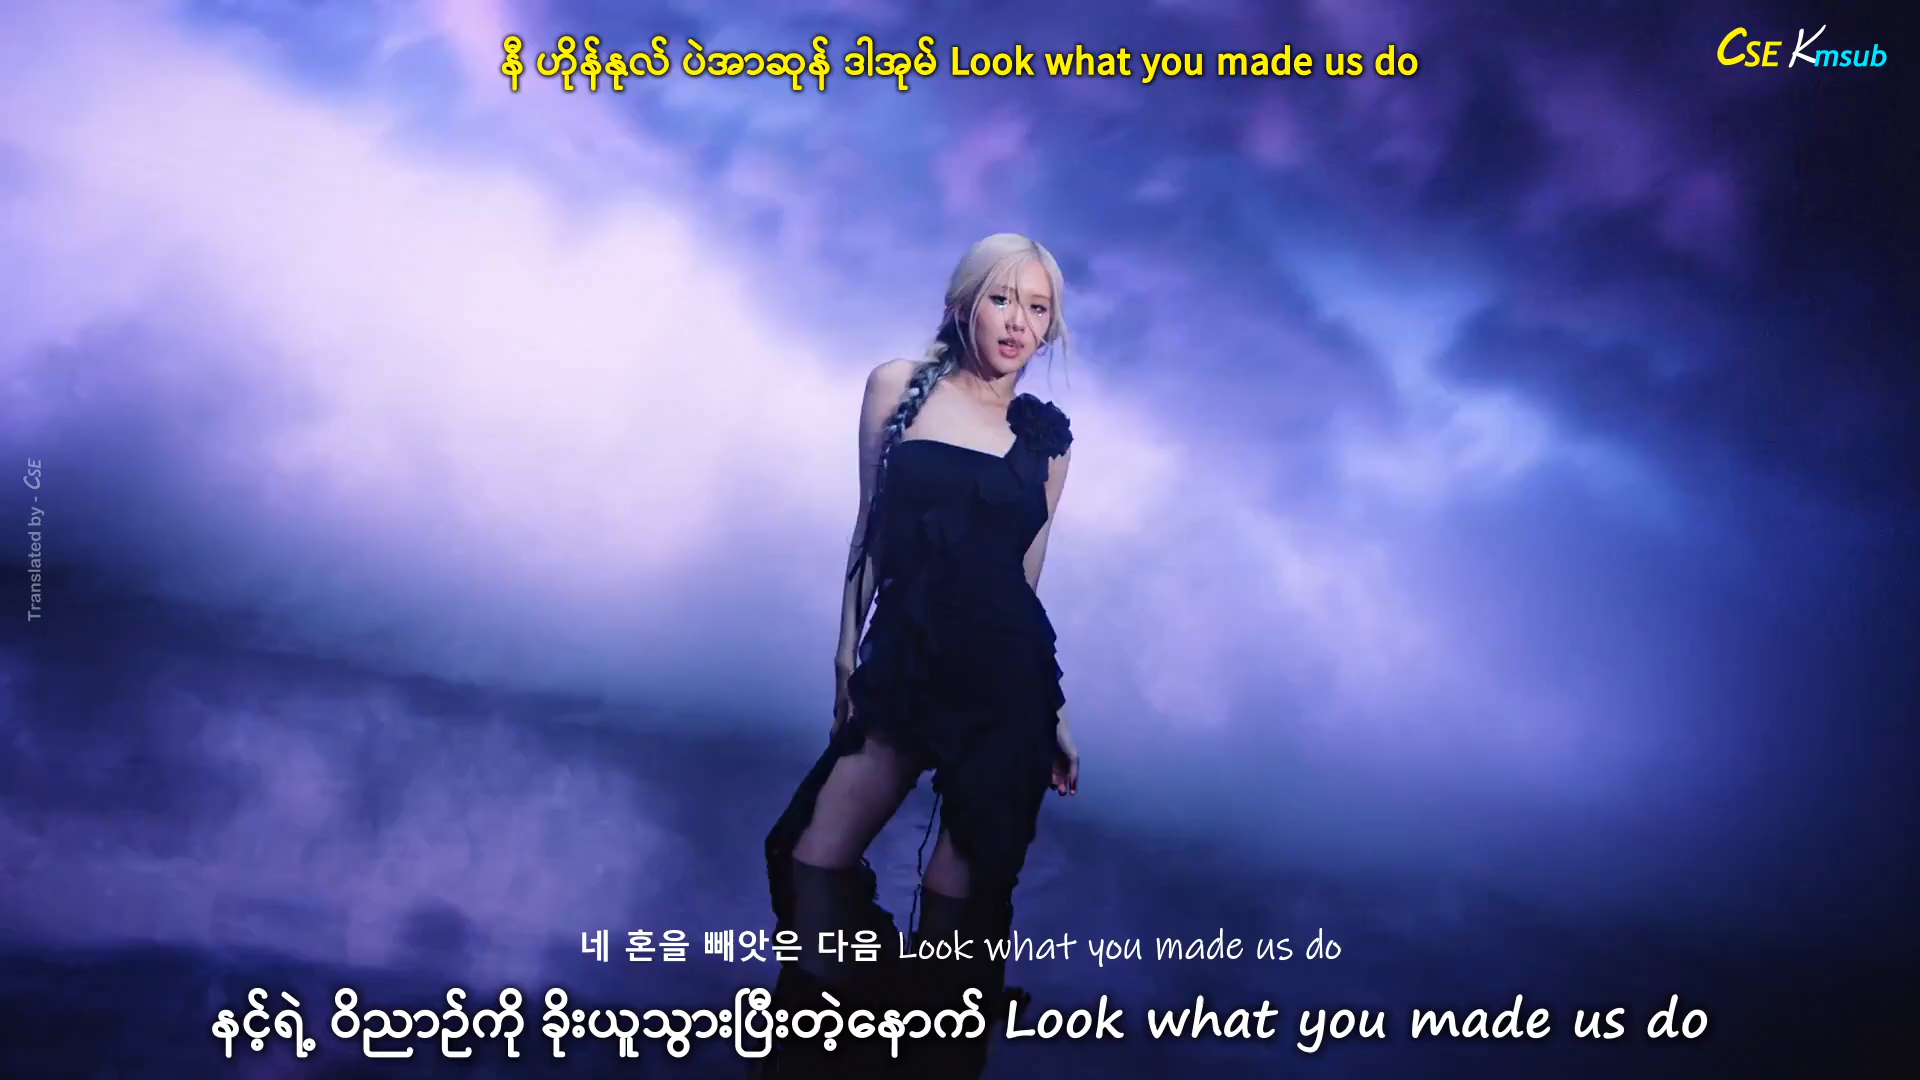 နီ ဟိုန်နုလ် ပဲအာဆုန် ဒါအုမ် Look what you made us do
CSE Kmsub
Translated by - CSE
네 혼을 빼앗은 다음 Look what you made us do
နင့်ရဲ့ ဝိညာဉ်ကို ခိုးယူသွားပြီးတဲ့နောက် Look what you made us do